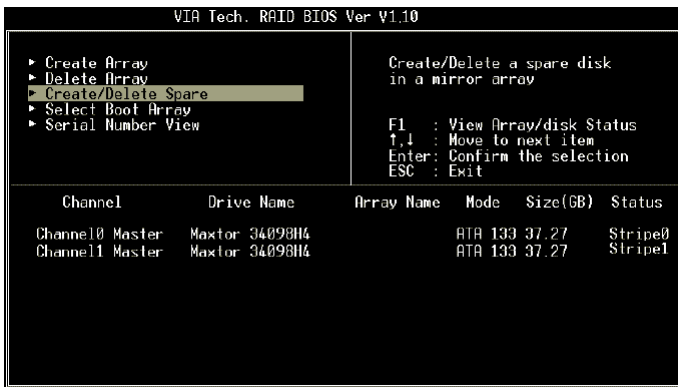 VIA Tech. RAID BIOS Ver V1.10
► Create Array
► Delete Array
► Create/Delete Spare
► Select Boot Array
► Serial Number View
Create/Delete a spare disk
in a mirror array
F1 : View Array/disk Status
↑,↓ : Move to next item
Enter: Confirm the selection
ESC : Exit
Channel Drive Name Array Name Mode Size(GB) Status
Channel0 Master Maxtor 34098H4 ATA 133 37.27 Stripe0
Channel1 Master Maxtor 34098H4 ATA 133 37.27 Stripe1